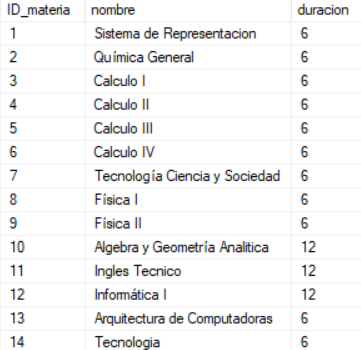 ID_materia nombre duracion
1 Sistema de Representacion 6
2 Química General 6
3 Calculo I 6
4 Calculo II 6
5 Calculo III 6
6 Calculo IV 6
7 Tecnología Ciencia y Sociedad 6
8 Física I 6
9 Física II 6
10 Algebra y Geometría Analitica 12
11 Ingles Tecnico 12
12 Informática I 12
13 Arquitectura de Computadoras 6
14 Tecnologia 6